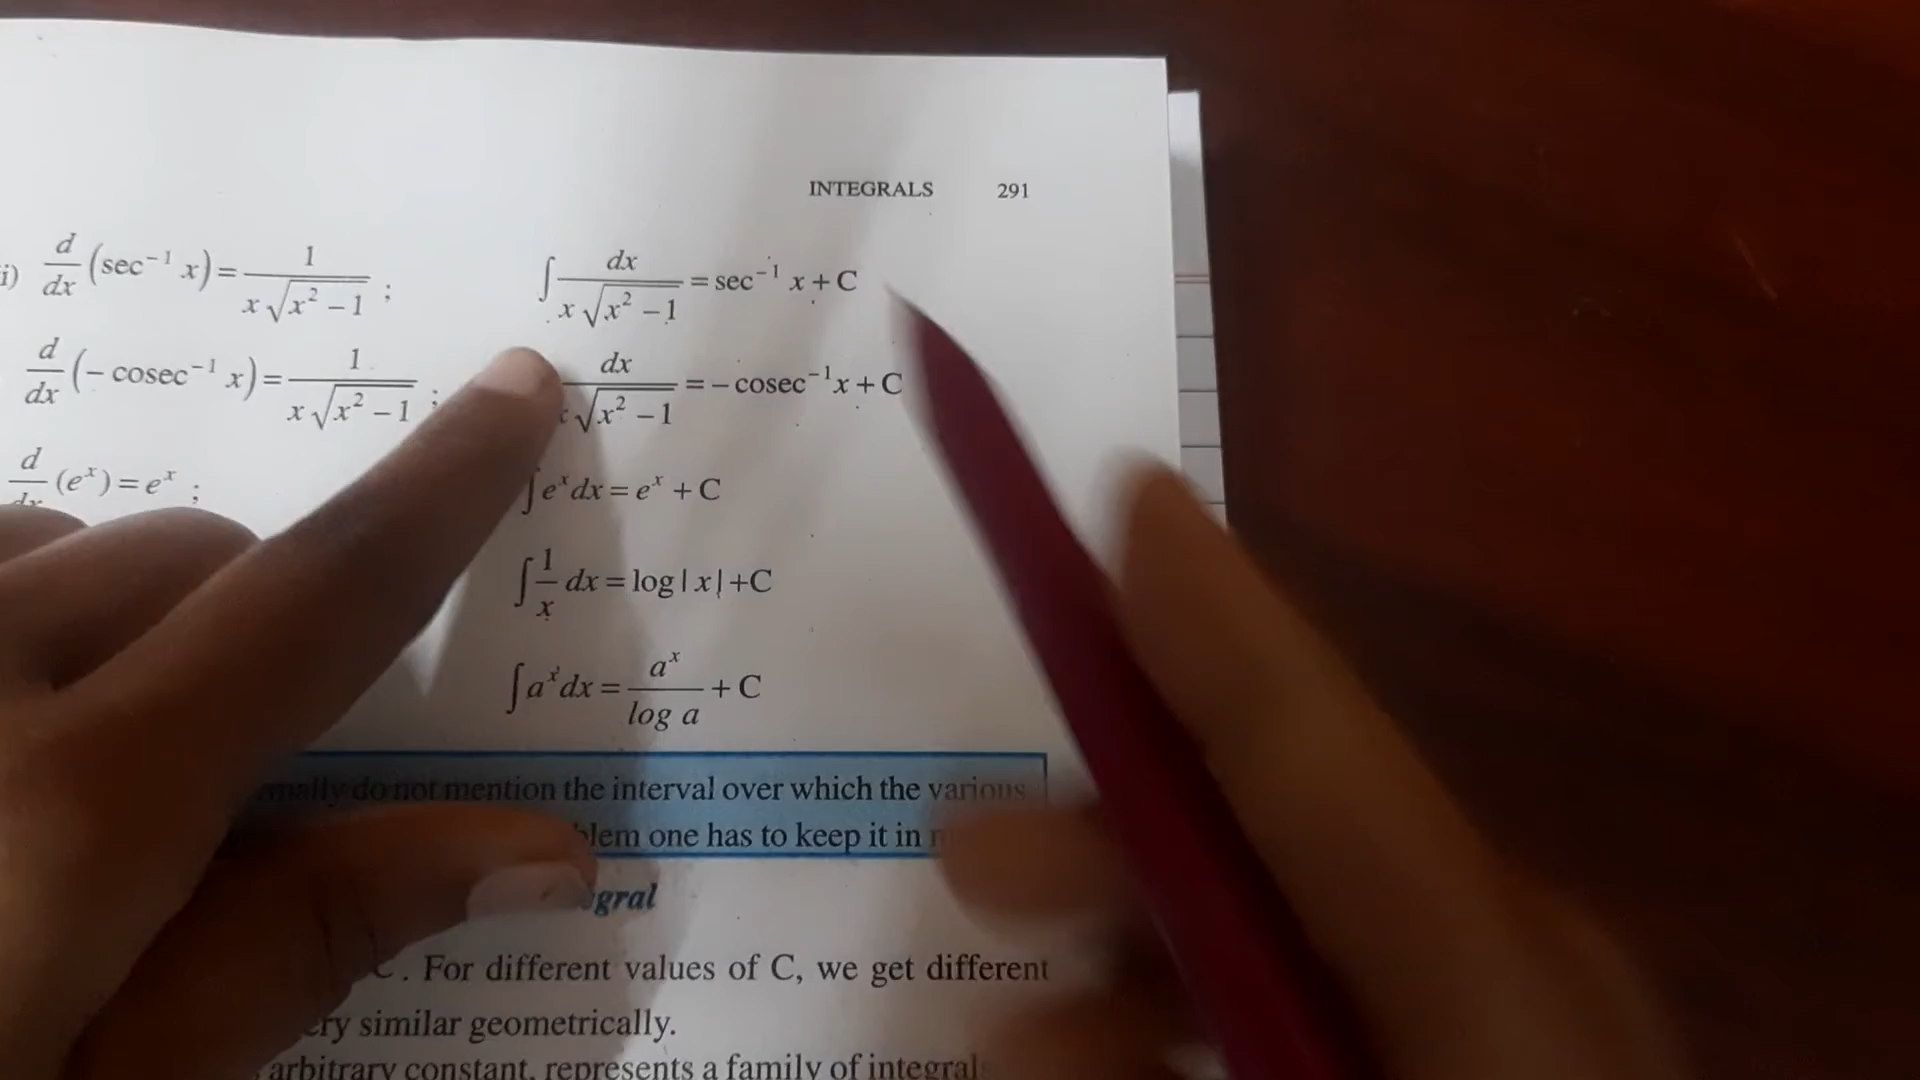 INTEGRALS 291
i) d/dx (sec⁻¹ x) = 1/(x√(x² – 1)) ; ∫ dx/(x√(x² – 1)) = sec⁻¹ x + C
d/dx (– cosec⁻¹ x) = 1/(x√(x² – 1)) ; dx/(x√(x² – 1)) = – cosec⁻¹ x + C
d/dx (eˣ) = eˣ ; ∫ eˣ dx = eˣ + C
∫ 1/x dx = log | x | + C
∫ aˣ dx = aˣ/log a + C
do not mention the interval over which the various
one has to keep it in
C. For different values of C, we get different
similar geometrically.
arbitrary constant, represents a family of